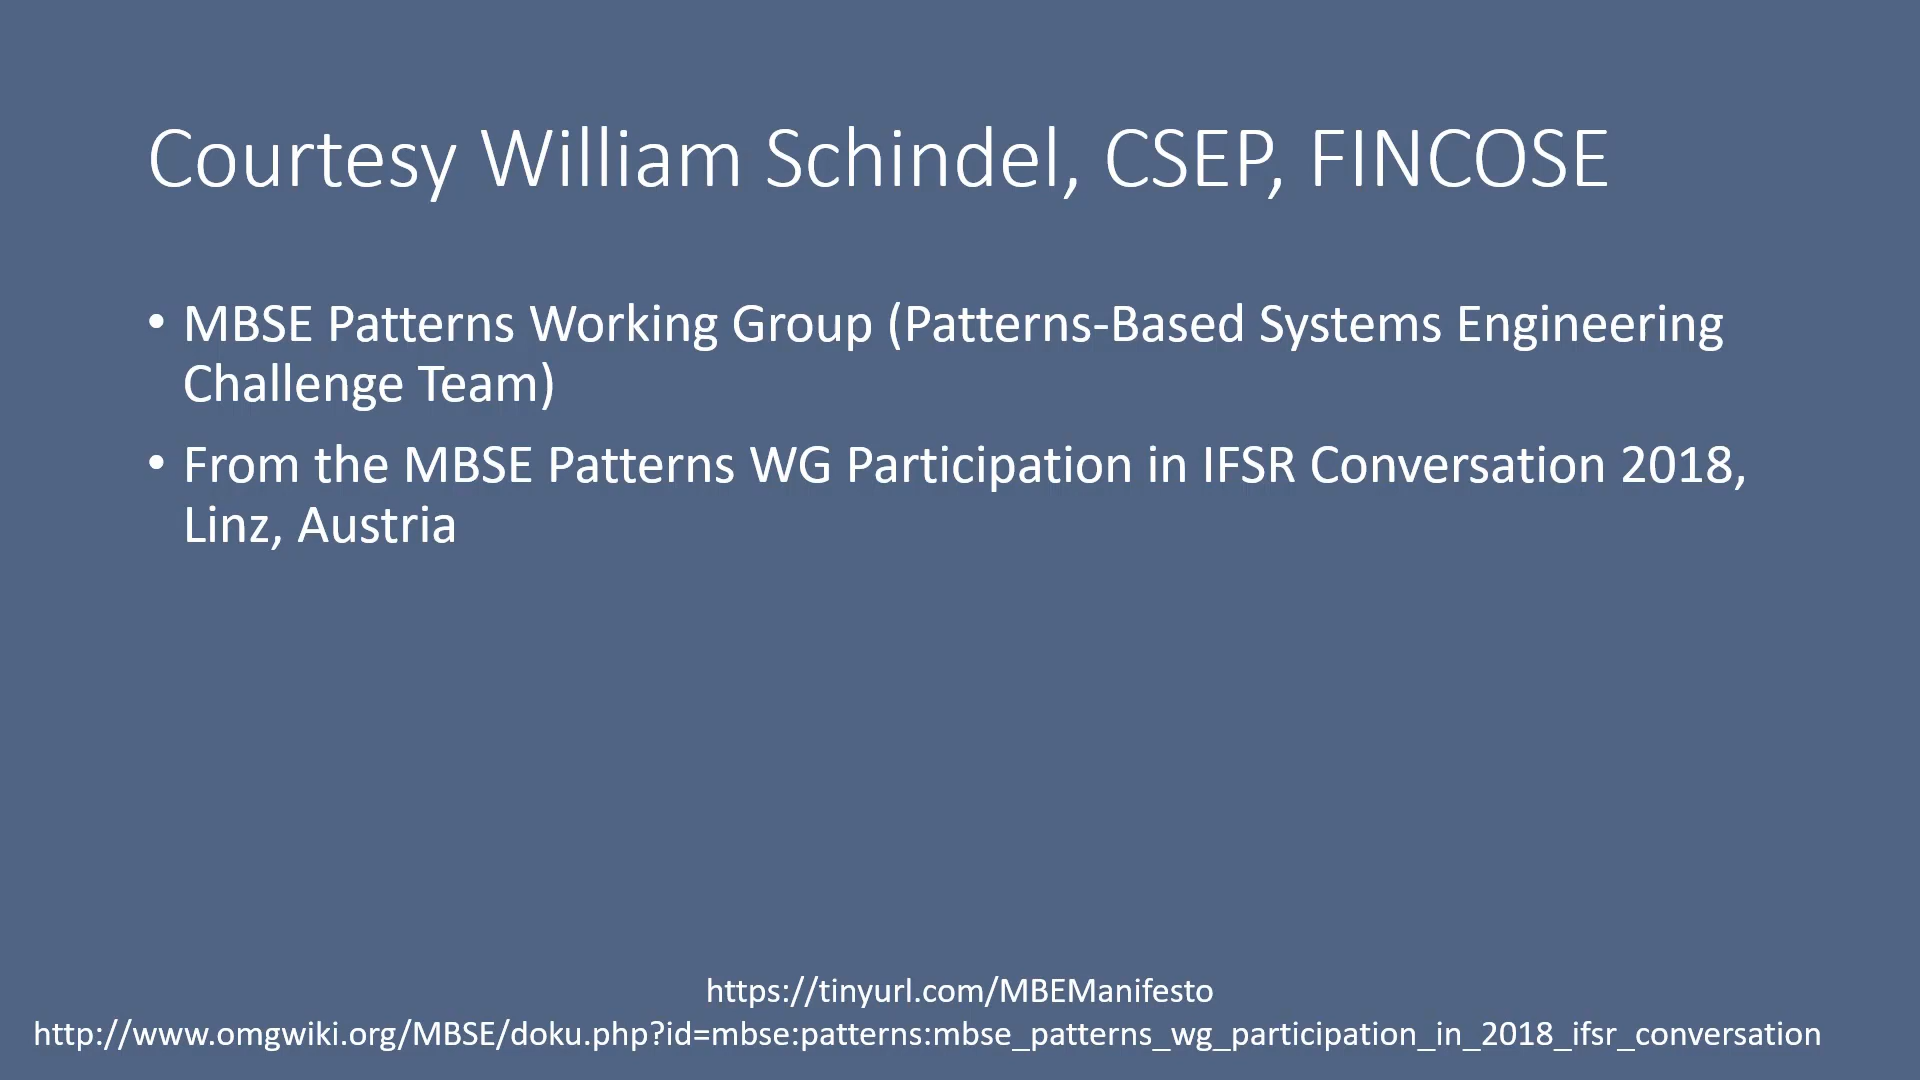 Courtesy William Schindel, CSEP, FINCOSE
• MBSE Patterns Working Group (Patterns-Based Systems Engineering
Challenge Team)
• From the MBSE Patterns WG Participation in IFSR Conversation 2018,
Linz, Austria
https://tinyurl.com/MBEManifesto
http://www.omgwiki.org/MBSE/doku.php?id=mbse:patterns:mbse_patterns_wg_participation_in_2018_ifsr_conversation